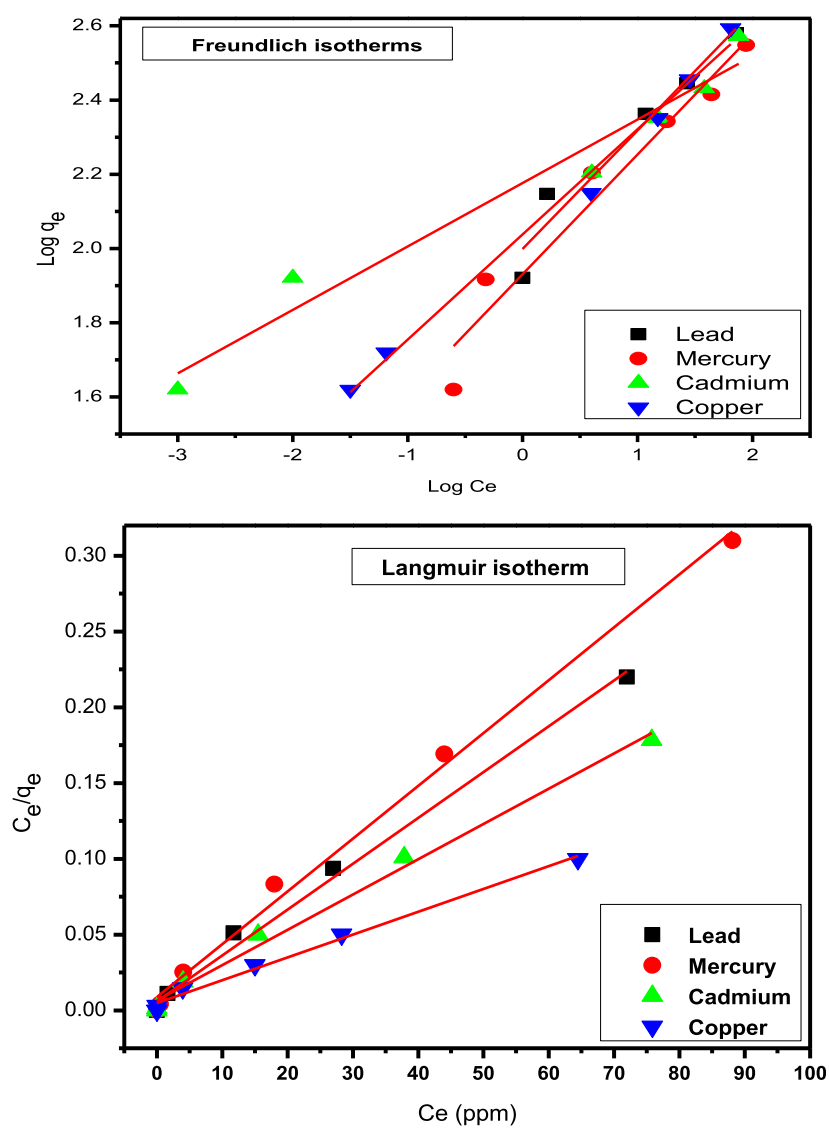 2.6
2.4
2.2
2.0
1.8
1.6
Log qe
Freundlich isotherms
Lead
Mercury
Cadmium
Copper
-3 -2 -1 0 1 2
Log Ce
0.30
0.25
0.20
0.15
0.10
0.05
0.00
Ce/qe
Langmuir isotherm
Lead
Mercury
Cadmium
Copper
0 10 20 30 40 50 60 70 80 90 100
Ce (ppm)